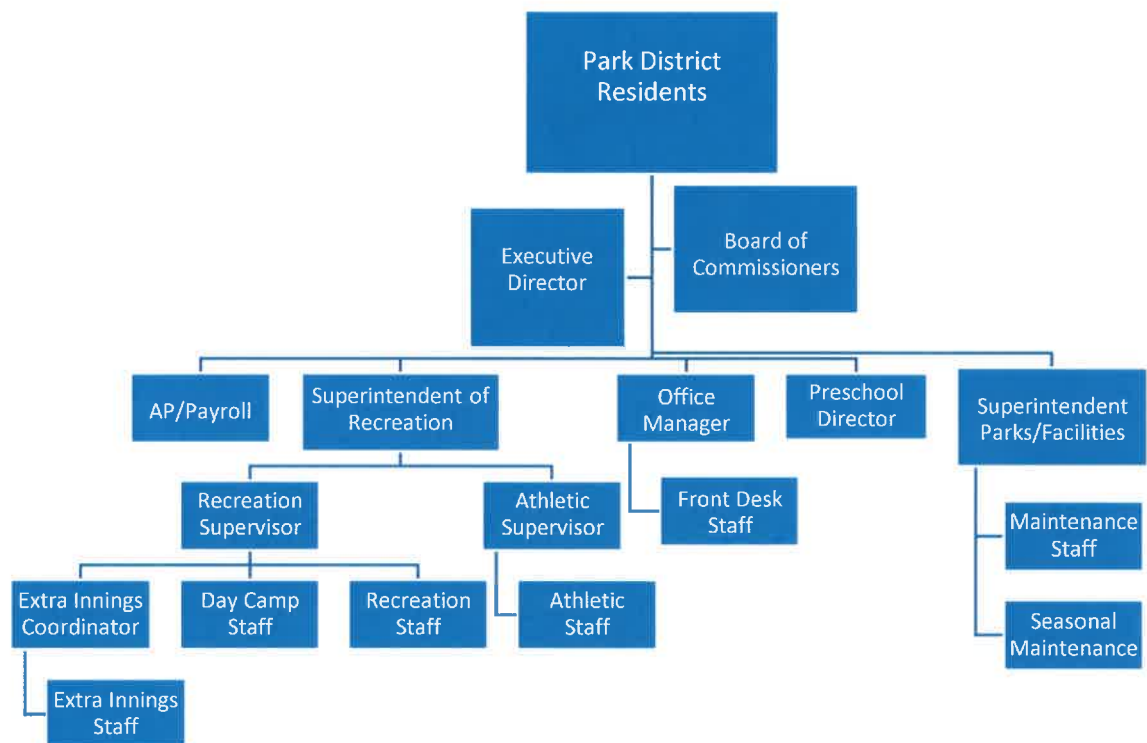 Park District
Residents
Executive
Director
Board of
Commissioners
AP/Payroll
Superintendent of
Recreation
Office
Manager
Preschool
Director
Superintendent
Parks/Facilities
Recreation
Supervisor
Athletic
Supervisor
Front Desk
Staff
Maintenance
Staff
Extra Innings
Coordinator
Day Camp
Staff
Recreation
Staff
Athletic
Staff
Seasonal
Maintenance
Extra Innings
Staff